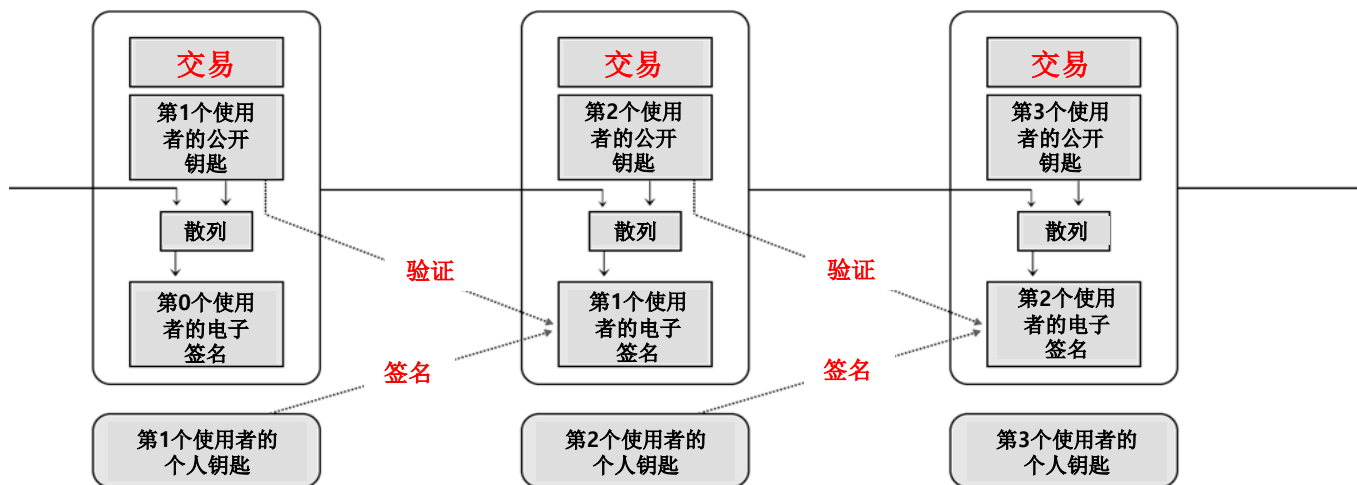 交易
第1个使用
者的公开
钥匙
散列
第0个使用
者的电子
签名
交易
第2个使用
者的公开
钥匙
散列
第1个使用
者的电子
签名
交易
第3个使用
者的公开
钥匙
散列
第2个使用
者的电子
签名
验证
签名
验证
签名
第1个使用者的
个人钥匙
第2个使用者的
个人钥匙
第3个使用者的
个人钥匙